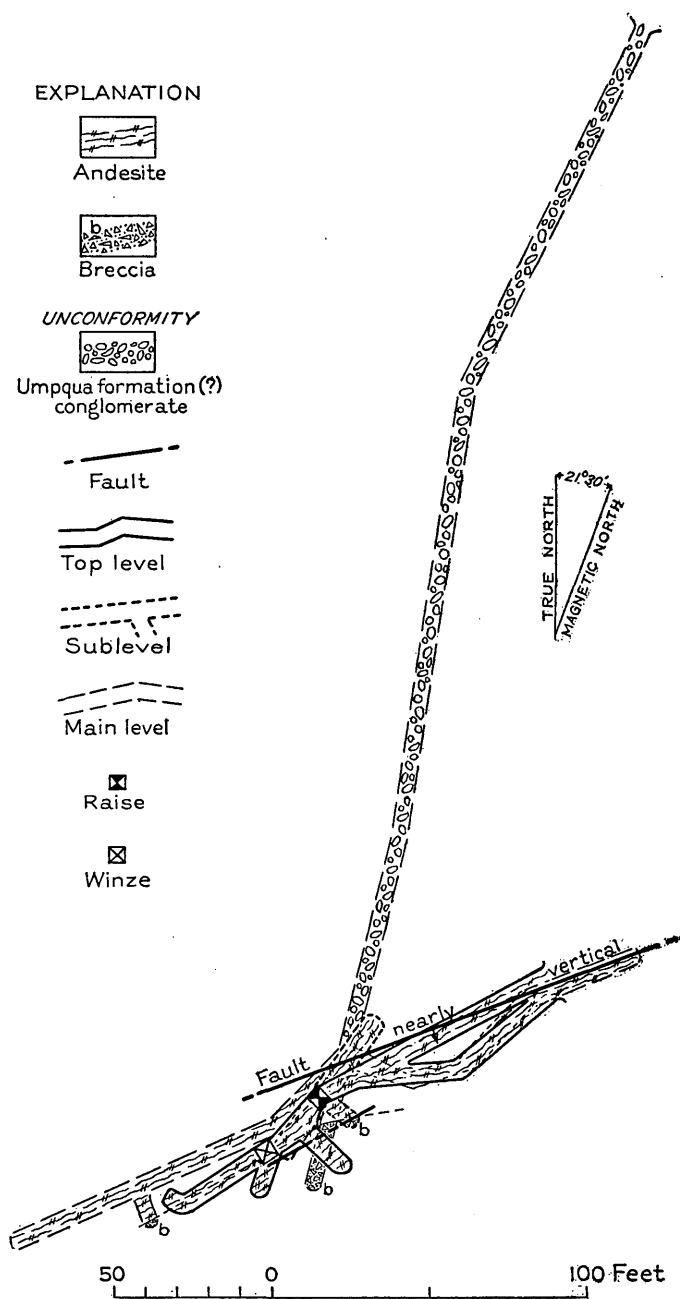 EXPLANATION
Andesite
b
Breccia
UNCONFORMITY
Umpqua formation (?)
conglomerate
Fault
Top level
Sublevel
Main level
Raise
Winze
21°30'
TRUE NORTH
MAGNETIC NORTH
Fault nearly vertical
b
b
b
50 0 100 Feet